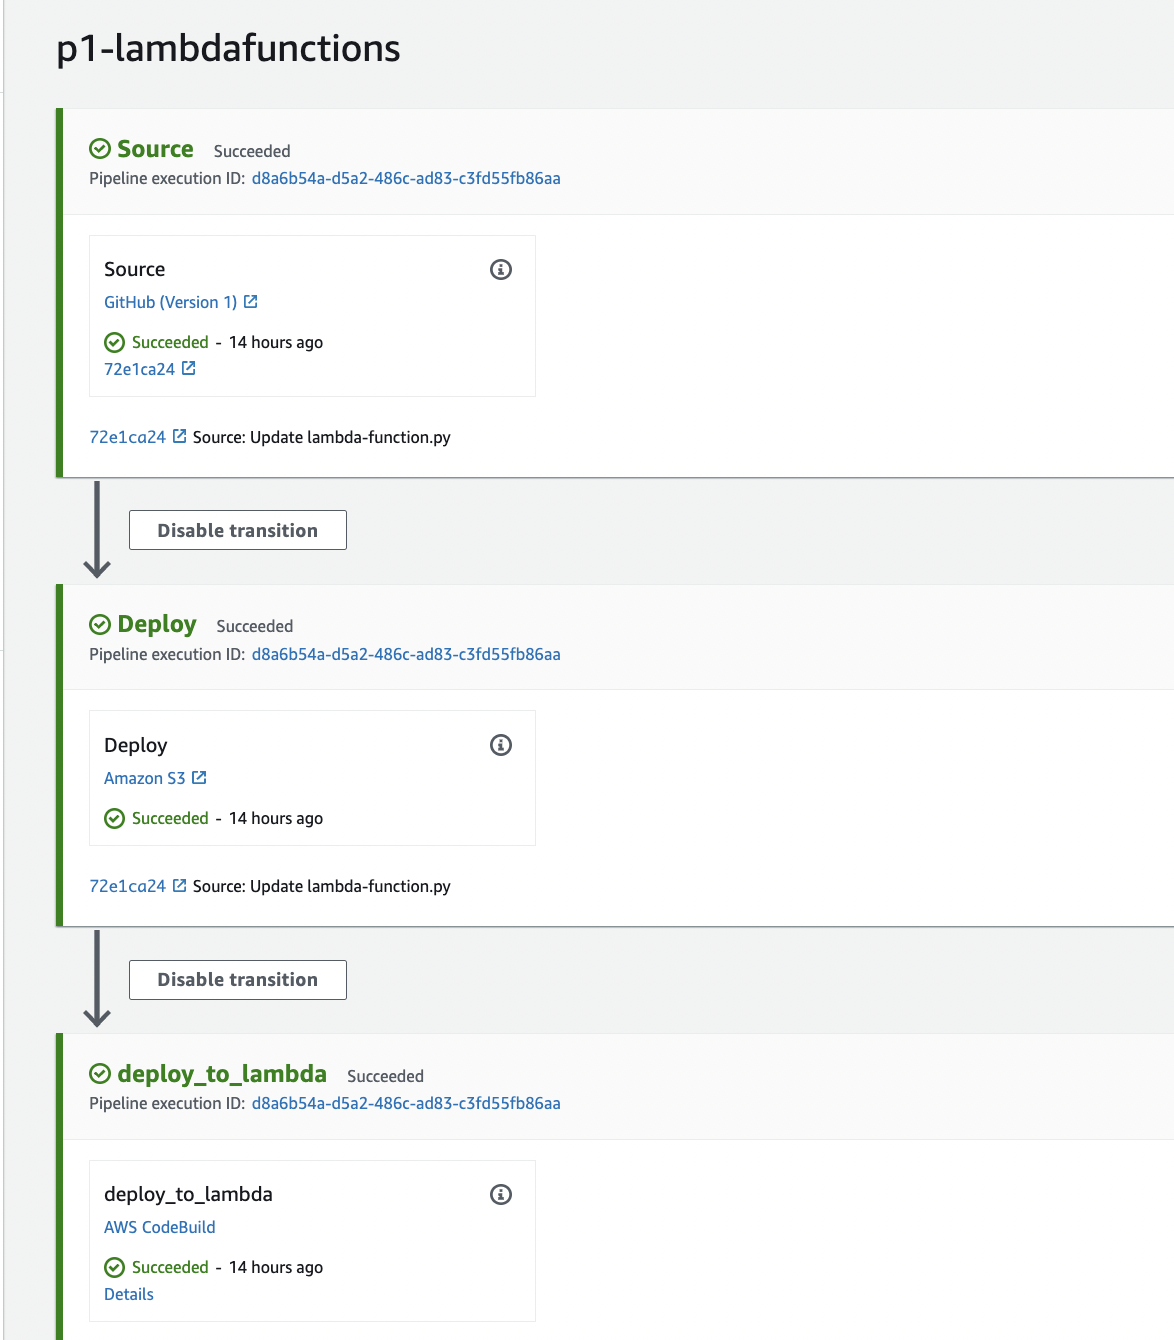 p1-lambdafunctions
Source Succeeded
Pipeline execution ID: d8a6b54a-d5a2-486c-ad83-c3fd55fb86aa
Source
GitHub (Version 1)
Succeeded - 14 hours ago
72e1ca24
72e1ca24 Source: Update lambda-function.py
Disable transition
Deploy Succeeded
Pipeline execution ID: d8a6b54a-d5a2-486c-ad83-c3fd55fb86aa
Deploy
Amazon S3
Succeeded - 14 hours ago
72e1ca24 Source: Update lambda-function.py
Disable transition
deploy_to_lambda Succeeded
Pipeline execution ID: d8a6b54a-d5a2-486c-ad83-c3fd55fb86aa
deploy_to_lambda
AWS CodeBuild
Succeeded - 14 hours ago
Details